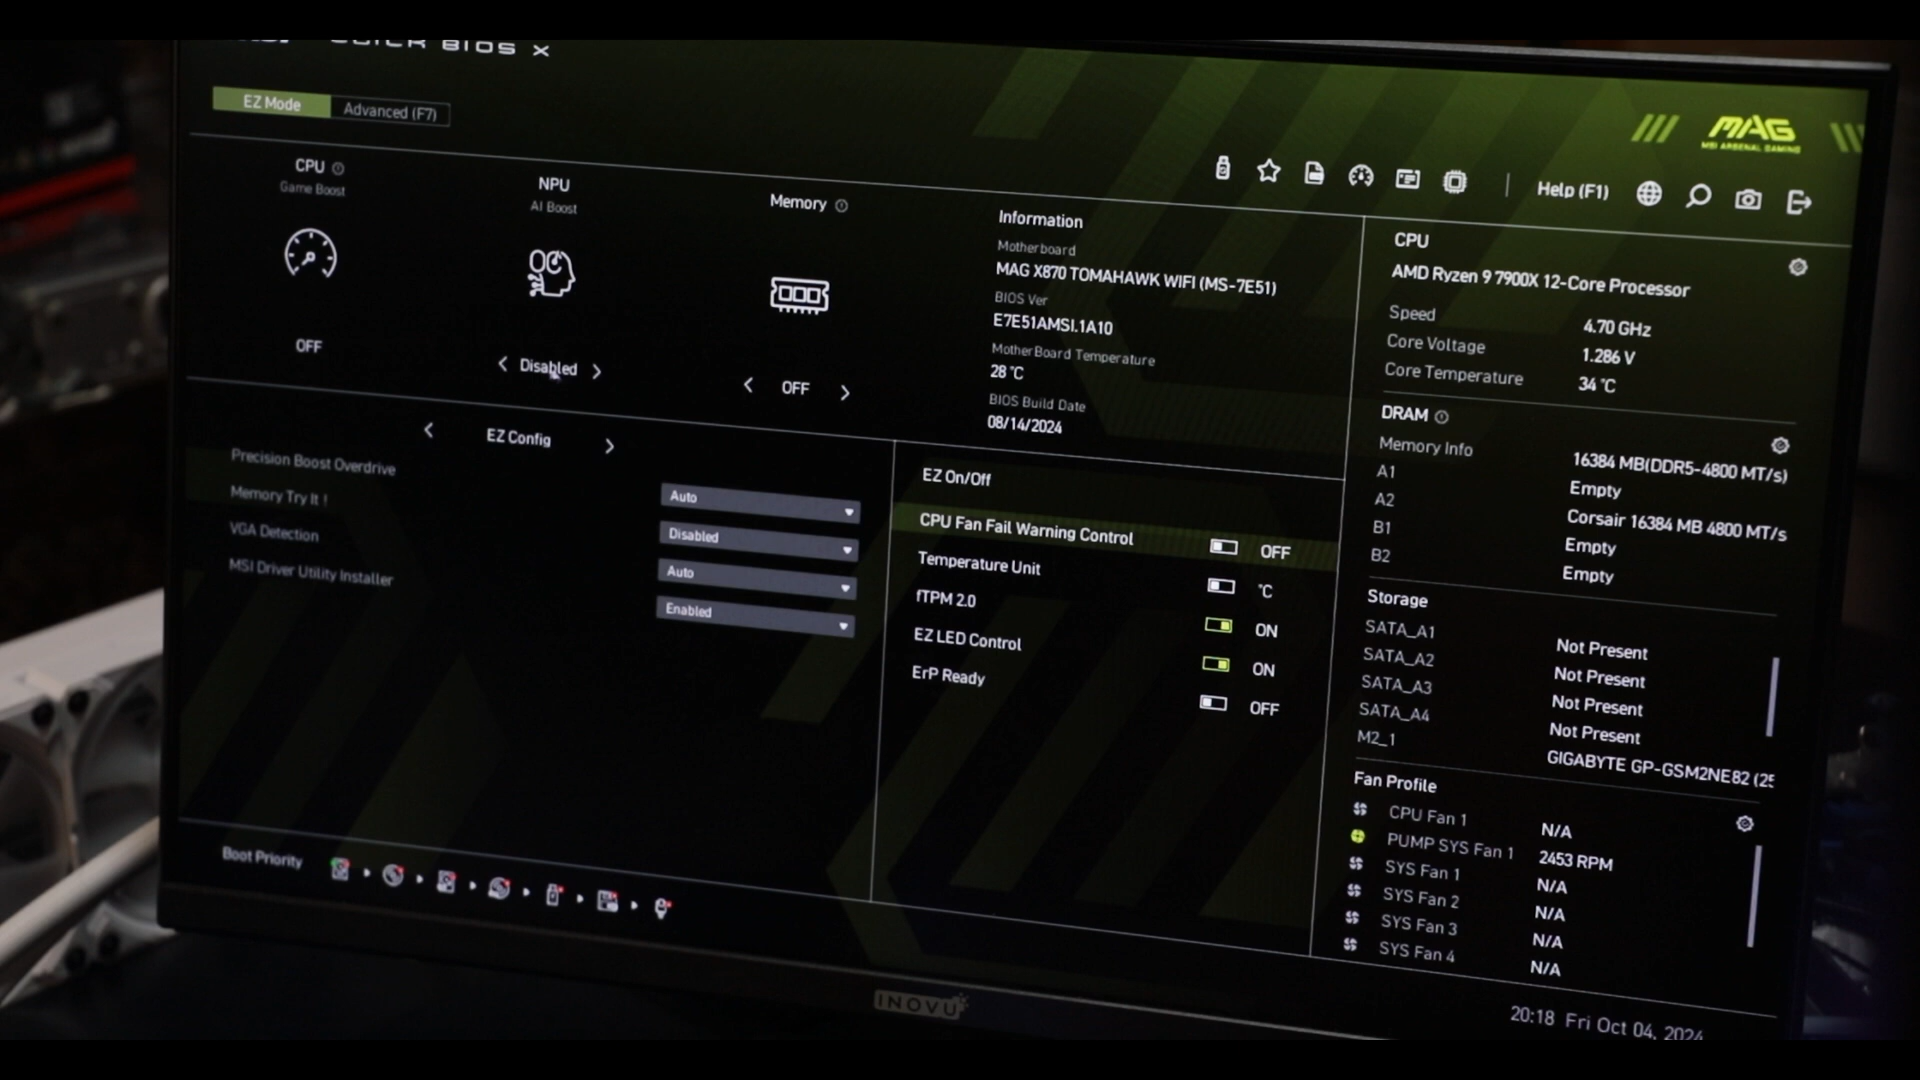 CLICK BIOS X
EZ Mode
Advanced (F7)
MAG
MSI ARSENAL GAMING
Help (F1)
CPU
Game Boost
OFF
NPU
AI Boost
Disabled
Memory
OFF
Information
Motherboard
MAG X870 TOMAHAWK WIFI (MS-7E51)
BIOS Ver
E7E51AMSI.1A10
MotherBoard Temperature
28 °C
BIOS Build Date
08/14/2024
CPU
AMD Ryzen 9 7900X 12-Core Processor
Speed 4.70 GHz
Core Voltage 1.286 V
Core Temperature 34 °C
DRAM
Memory Info 16384 MB(DDR5-4800 MT/s)
A1 Empty
A2 Corsair 16384 MB 4800 MT/s
B1 Empty
B2 Empty
Storage
SATA_A1 Not Present
SATA_A2 Not Present
SATA_A3 Not Present
SATA_A4 Not Present
M2_1 GIGABYTE GP-GSM2NE82 (25
Fan Profile
CPU Fan 1 N/A
PUMP SYS Fan 1 2453 RPM
SYS Fan 1 N/A
SYS Fan 2 N/A
SYS Fan 3 N/A
SYS Fan 4 N/A
EZ Config
Precision Boost Overdrive Auto
Memory Try It ! Disabled
VGA Detection Auto
MSI Driver Utility Installer Enabled
EZ On/Off
CPU Fan Fail Warning Control OFF
Temperature Unit °C
fTPM 2.0 ON
EZ LED Control ON
ErP Ready OFF
Boot Priority
20:18 Fri Oct 04, 2024
INOVU